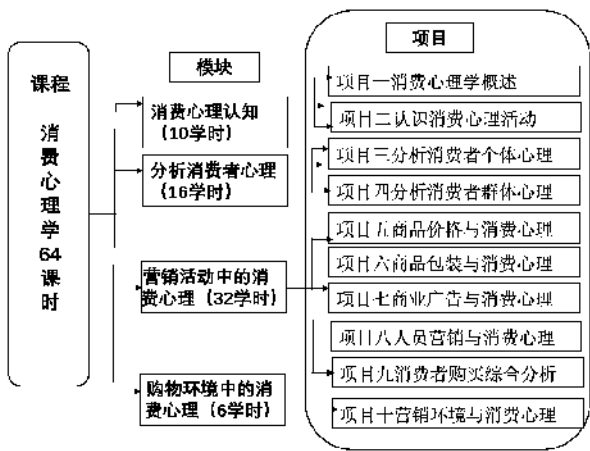 课程
消
费
心
理
学
64
课
时
模块
消费心理认知
（10学时）
分析消费者心理
（16学时）
营销活动中的消
费心理（32学时）
购物环境中的消
费心理（6学时）
项目
项目一消费心理学概述
项目二认识消费心理活动
项目三分析消费者个体心理
项目四分析消费者群体心理
项目五商品价格与消费心理
项目六商品包装与消费心理
项目七商业广告与消费心理
项目八人员营销与消费心理
项目九消费者购买综合分析
项目十营销环境与消费心理